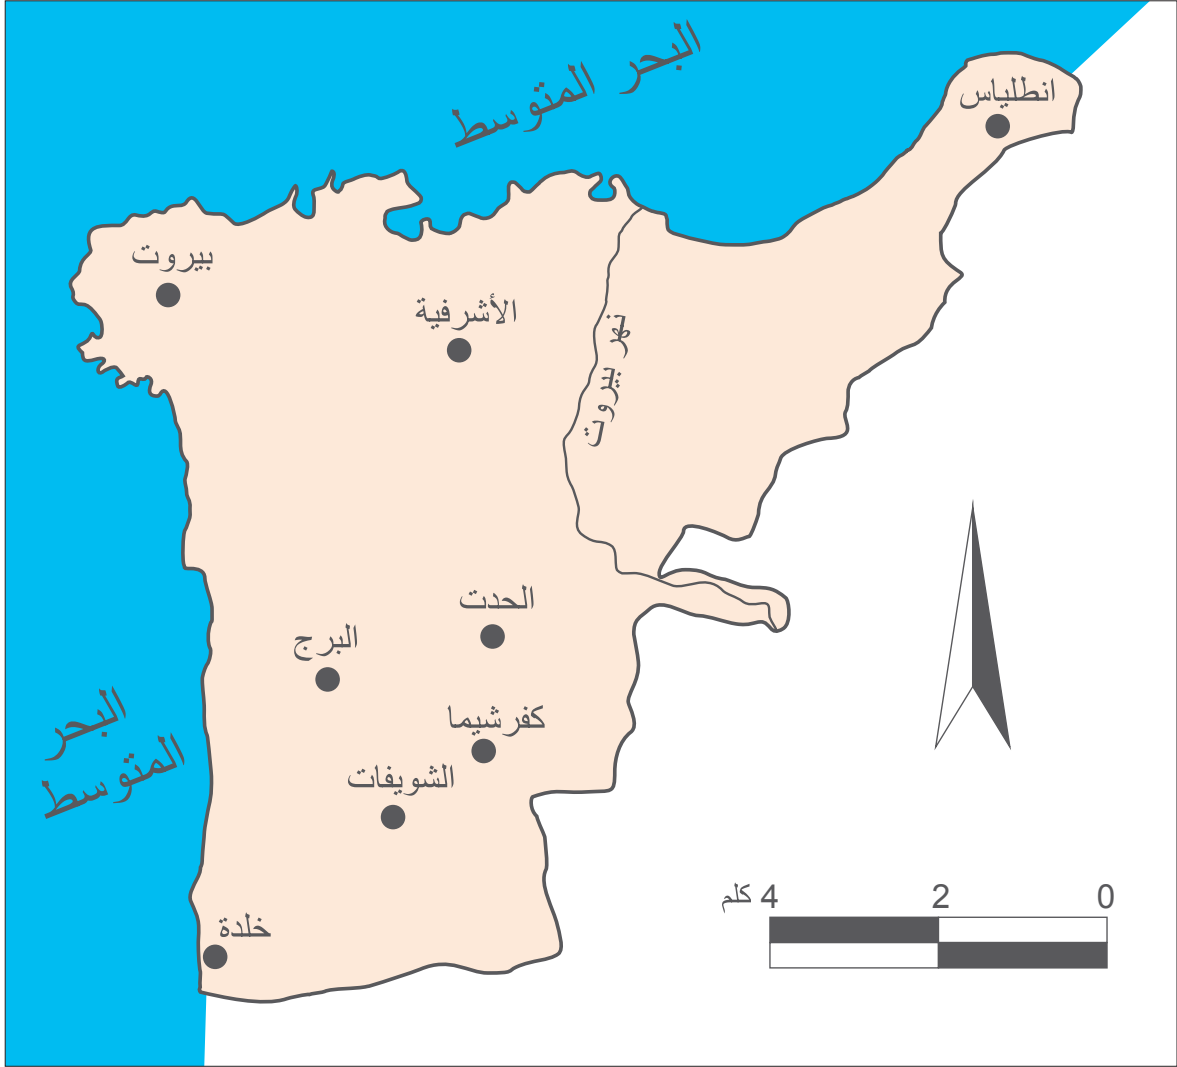 البحر المتوسط
انطلياس
بيروت
الأشرفية
نهر بيروت
الحدت
البرج
كفرشيما
الشويفات
البحر
المتوسط
خلدة
0 2 4 كلم